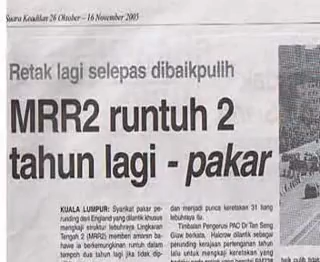 Suara Keadilan 26 Oktober - 16 November 2005
Retak lagi selepas dibaikpulih
MRR2 runtuh 2
tahun lagi - pakar
KUALA LUMPUR: Syarikat pakar pe-
runding dari England yang dilantik khusus
mengkaji struktur lebuhraya Lingkaran
Tengah 2 (MRR2) memberi amaran ba-
hawa ia berkemungkinan runtuh dalam
tempoh dua tahun lagi jika tidak dip-
dan menjadi punca keretakan 31 tiang
lebuhraya itu.
Timbalan Pengerusi PAC Dr Tan Seng
Giaw berkata, Halcrow dilantik sebagai
perunding kerajaan pertengahan tahun
lalu untuk mengkaji keretakan yang
baik pulih